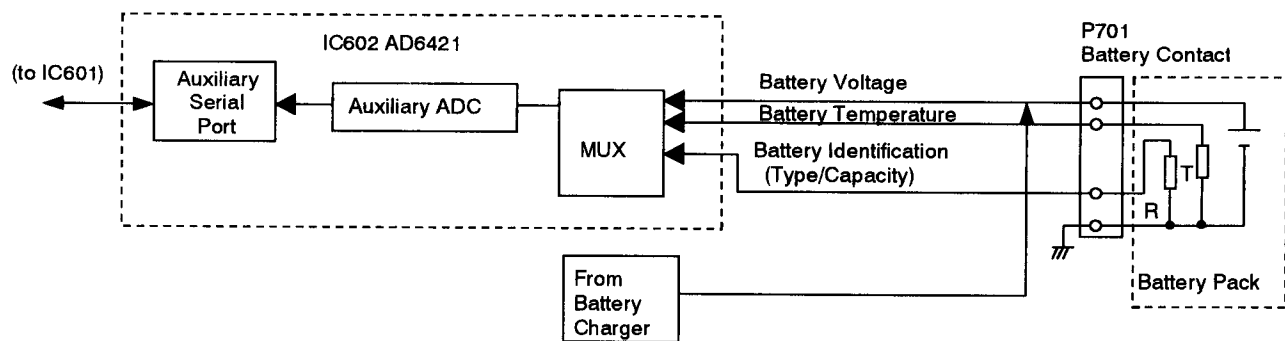 IC602 AD6421
P701
Battery Contact
(to IC601)
Auxiliary
Serial
Port
Auxiliary ADC
MUX
Battery Voltage
Battery Temperature
Battery Identification
(Type/Capacity)
T
R
From
Battery
Charger
Battery Pack